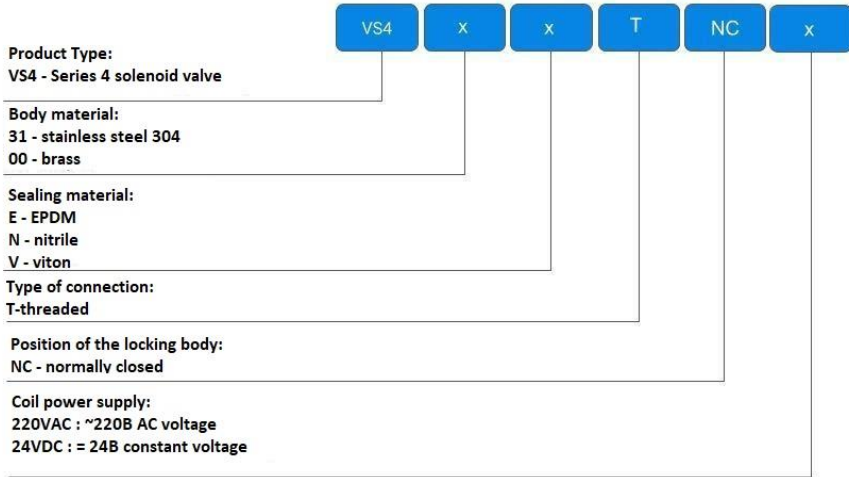 VS4 x x T NC x
Product Type:
VS4 - Series 4 solenoid valve
Body material:
31 - stainless steel 304
00 - brass
Sealing material:
E - EPDM
N - nitrile
V - viton
Type of connection:
T-threaded
Position of the locking body:
NC - normally closed
Coil power supply:
220VAC : ~220B AC voltage
24VDC : = 24B constant voltage